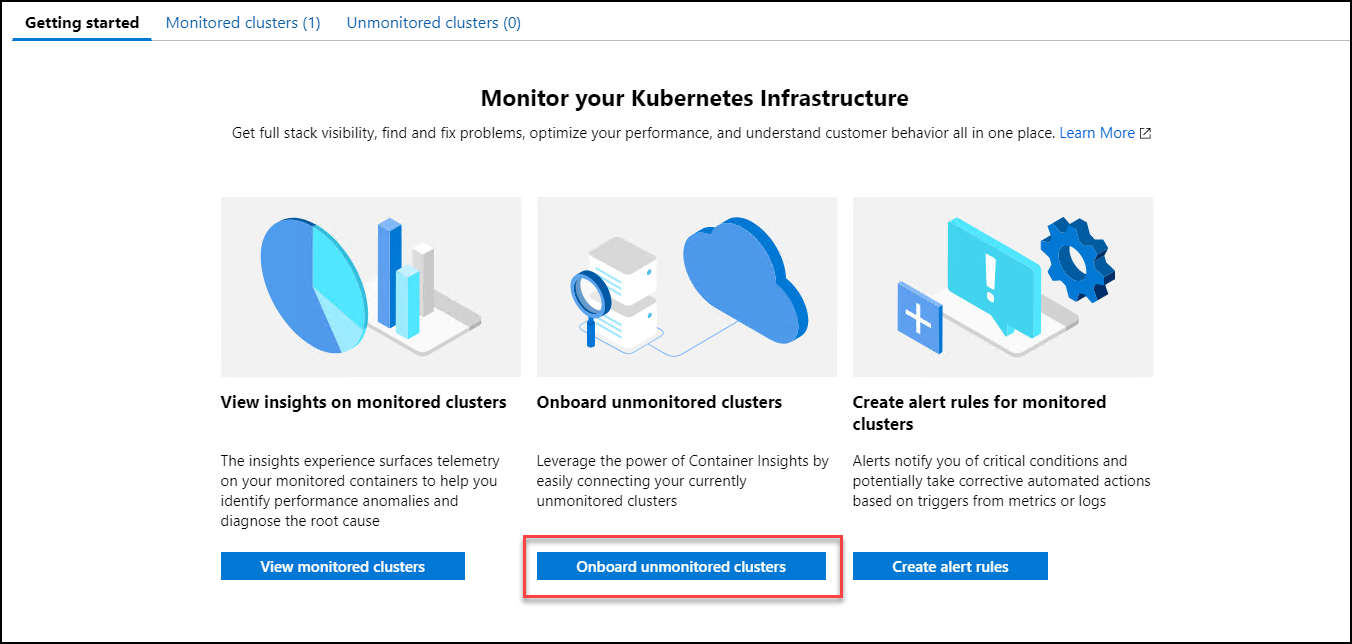 Getting started Monitored clusters (1) Unmonitored clusters (0)
Monitor your Kubernetes Infrastructure
Get full stack visibility, find and fix problems, optimize your performance, and understand customer behavior all in one place. Learn More
View insights on monitored clusters
The insights experience surfaces telemetry
on your monitored containers to help you
identify performance anomalies and
diagnose the root cause
View monitored clusters
Onboard unmonitored clusters
Leverage the power of Container Insights by
easily connecting your currently
unmonitored clusters
Onboard unmonitored clusters
Create alert rules for monitored
clusters
Alerts notify you of critical conditions and
potentially take corrective automated actions
based on triggers from metrics or logs
Create alert rules